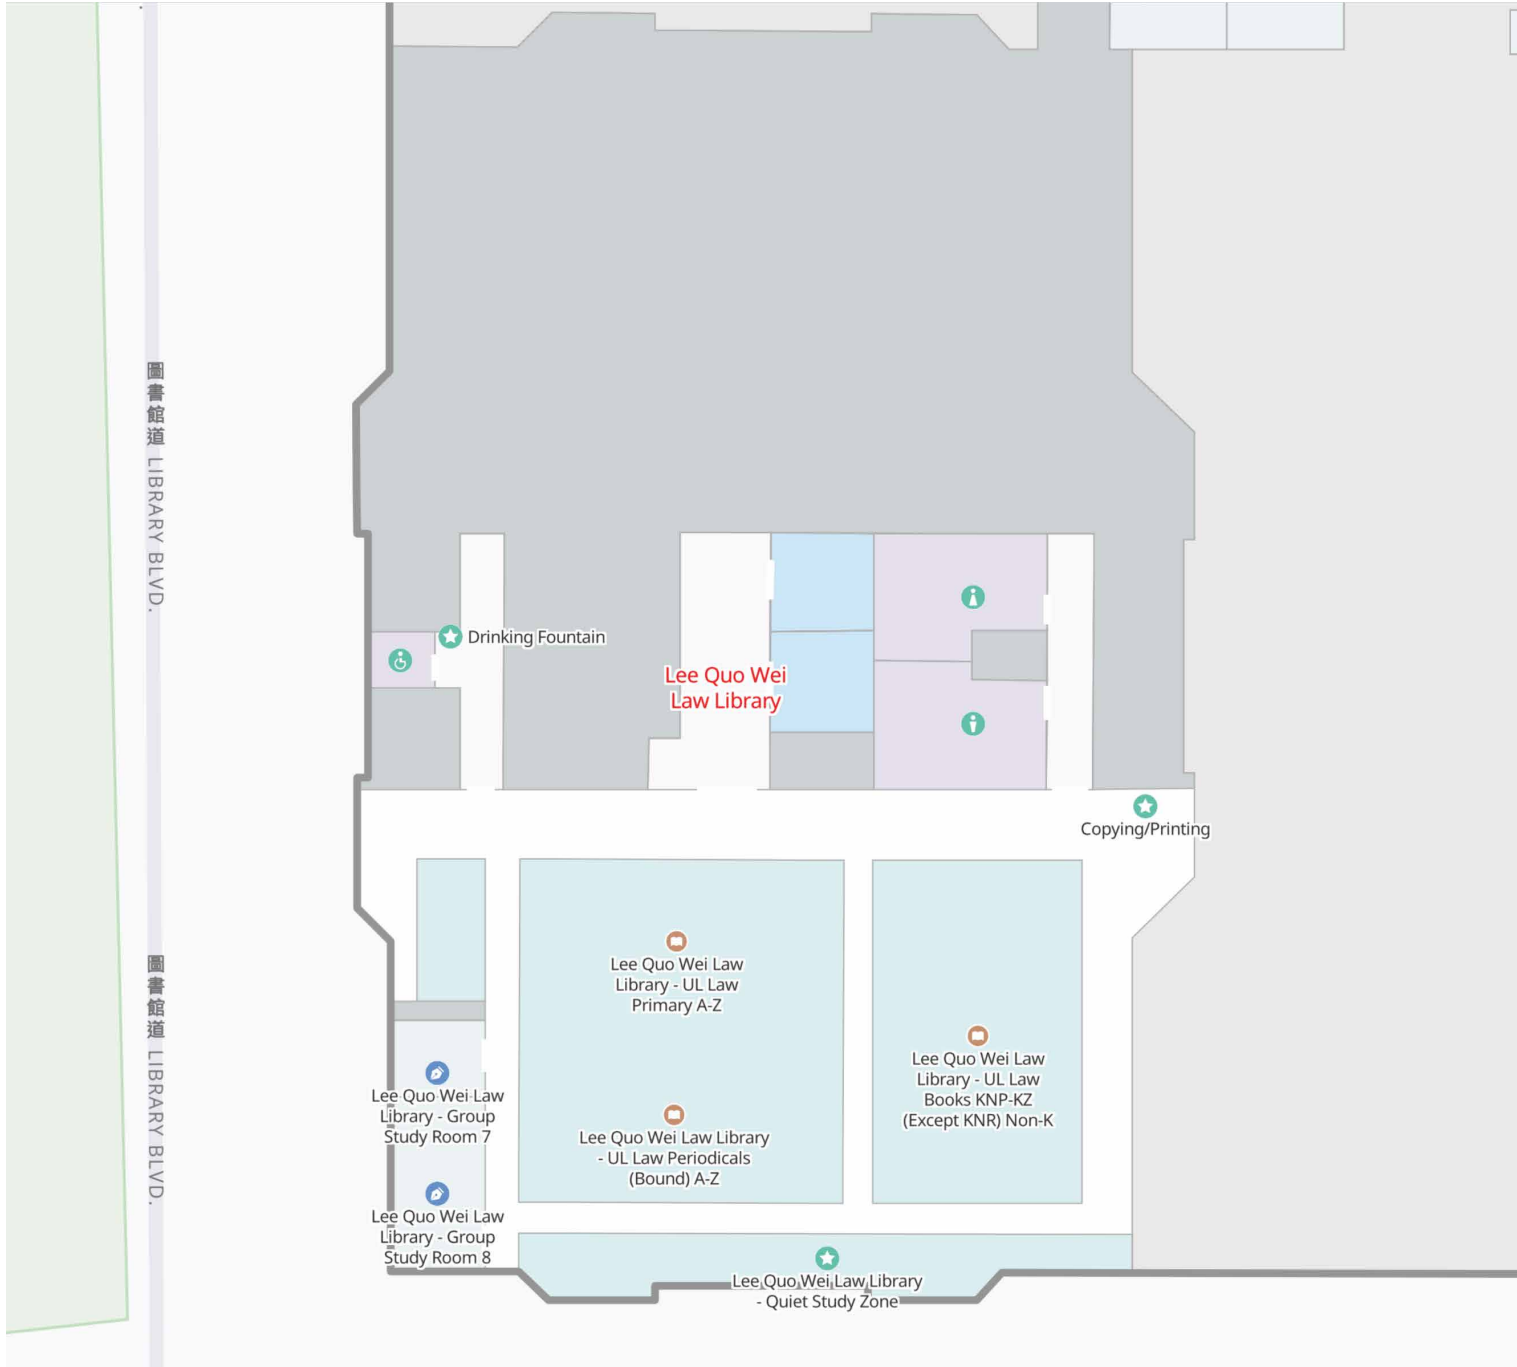 圖書館道 LIBRARY BLVD.
Drinking Fountain
Lee Quo Wei
Law Library
Copying/Printing
Lee Quo Wei Law
Library - UL Law
Primary A-Z
圖書館道 LIBRARY BLVD.
Lee Quo Wei Law
Library - UL Law
Books KNP-KZ
(Except KNR) Non-K
Lee Quo Wei Law
Library - Group
Study Room 7
Lee Quo Wei Law Library
- UL Law Periodicals
(Bound) A-Z
Lee Quo Wei Law
Library - Group
Study Room 8
Lee Quo Wei Law Library
- Quiet Study Zone